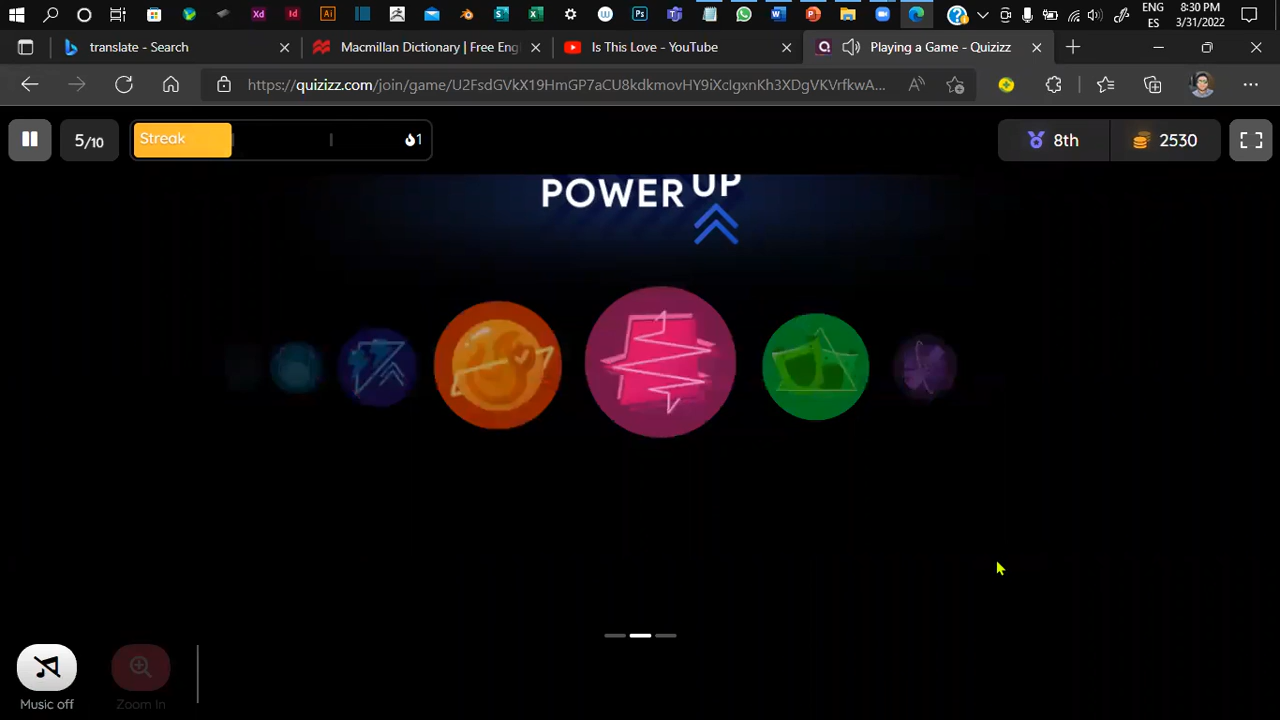 ENG
ES
8:30 PM
3/31/2022
translate - Search
Macmillan Dictionary | Free Eng
Is This Love - YouTube
Playing a Game - Quizizz
https://quizizz.com/join/game/U2FsdGVkX19HmGP7aCU8kdkmovHY9iXcIgxnKh3XDgVKVrfkwA...
5/10
Streak
1
8th
2530
POWER UP
Music off
Zoom In